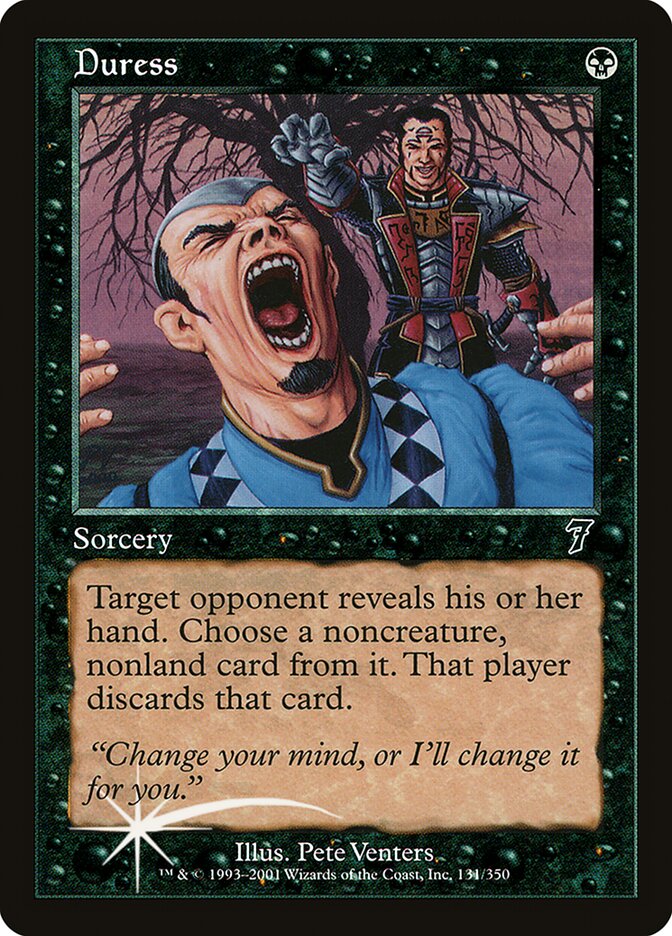 Duress
Sorcery
7
Target opponent reveals his or her
hand. Choose a noncreature,
nonland card from it. That player
discards that card.
“Change your mind, or I’ll change it
for you.”
Illus. Pete Venters
™ & © 1993–2001 Wizards of the Coast, Inc. 131/350